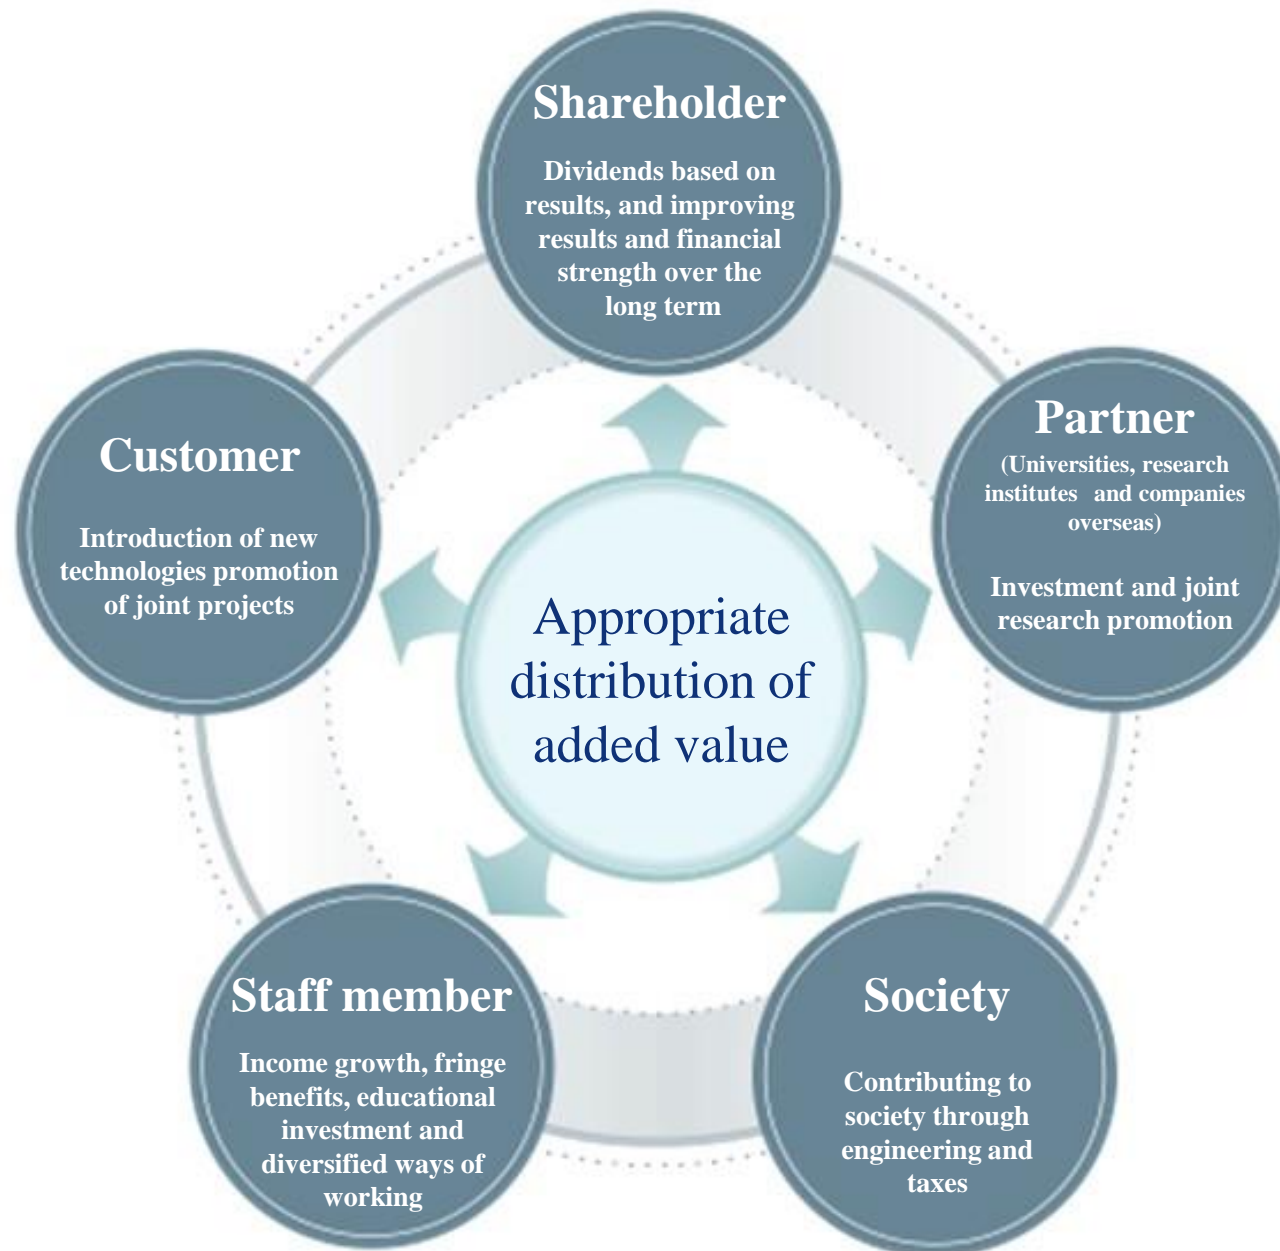 Shareholder
Dividends based on
results, and improving
results and financial
strength over the
long term
Partner
(Universities, research
institutes and companies
overseas)
Investment and joint
research promotion
Customer
Introduction of new
technologies promotion
of joint projects
Appropriate
distribution of
added value
Staff member
Income growth, fringe
benefits, educational
investment and
diversified ways of
working
Society
Contributing to
society through
engineering and
taxes